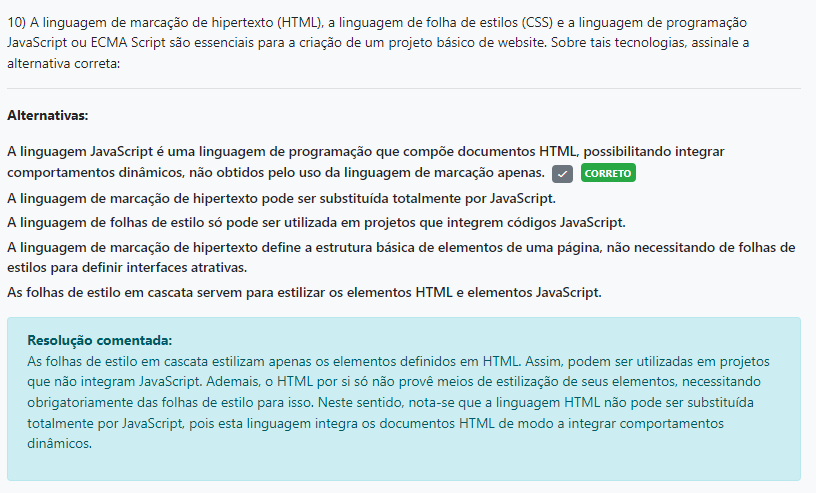 10) A linguagem de marcação de hipertexto (HTML), a linguagem de folha de estilos (CSS) e a linguagem de programação
JavaScript ou ECMA Script são essenciais para a criação de um projeto básico de website. Sobre tais tecnologias, assinale a
alternativa correta:
Alternativas:
A linguagem JavaScript é uma linguagem de programação que compõe documentos HTML, possibilitando integrar
comportamentos dinâmicos, não obtidos pelo uso da linguagem de marcação apenas. ✓ CORRETO
A linguagem de marcação de hipertexto pode ser substituída totalmente por JavaScript.
A linguagem de folhas de estilo só pode ser utilizada em projetos que integrem códigos JavaScript.
A linguagem de marcação de hipertexto define a estrutura básica de elementos de uma página, não necessitando de folhas de
estilos para definir interfaces atrativas.
As folhas de estilo em cascata servem para estilizar os elementos HTML e elementos JavaScript.
Resolução comentada:
As folhas de estilo em cascata estilizam apenas os elementos definidos em HTML. Assim, podem ser utilizadas em projetos
que não integram JavaScript. Ademais, o HTML por si só não provê meios de estilização de seus elementos, necessitando
obrigatoriamente das folhas de estilo para isso. Neste sentido, nota-se que a linguagem HTML não pode ser substituída
totalmente por JavaScript, pois esta linguagem integra os documentos HTML de modo a integrar comportamentos
dinâmicos.